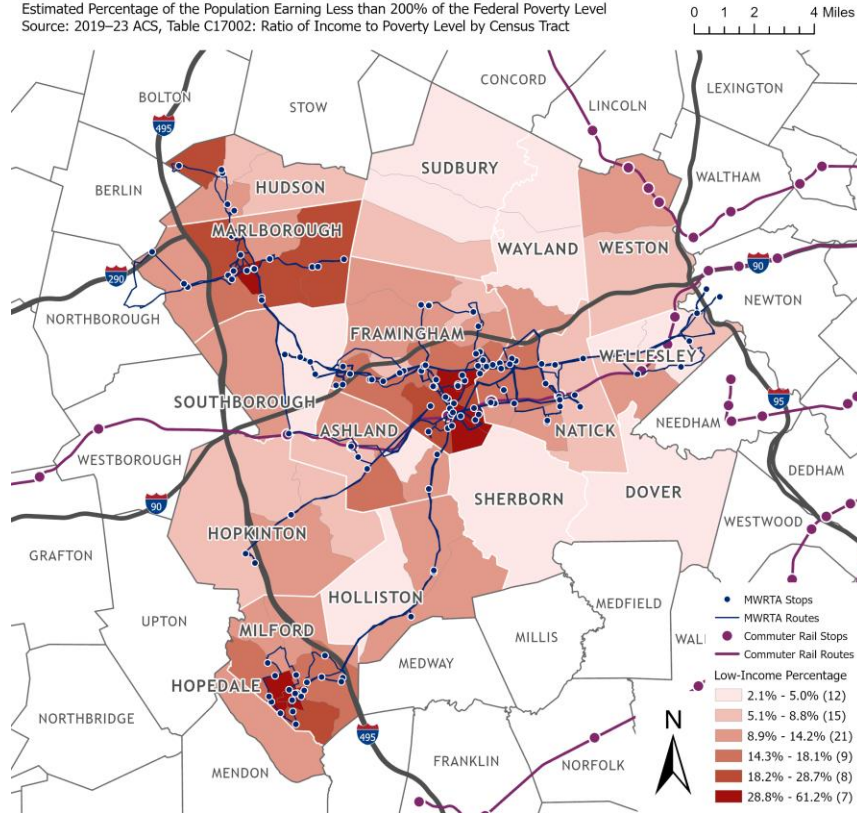 Estimated Percentage of the Population Earning Less than 200% of the Federal Poverty Level
Source: 2019–23 ACS, Table C17002: Ratio of Income to Poverty Level by Census Tract
0 2 4 Miles
BOLTON
STOW
CONCORD
LINCOLN
LEXINGTON
495
BERLIN
HUDSON
SUDBURY
WALTHAM
MARLBOROUGH
WAYLAND
WESTON
290
90
NORTHBOROUGH
NEWTON
FRAMINGHAM
WELLESLEY
SOUTHBOROUGH
95
ASHLAND
NATICK
NEEDHAM
WESTBOROUGH
DEDHAM
90
SHERBORN
DOVER
WESTWOOD
HOPKINTON
GRAFTON
HOLLISTON
MEDFIELD
UPTON
MILFORD
MILLIS
MEDWAY
HOPEDALE
NORTHBRIDGE
495
MENDON
FRANKLIN
NORFOLK
N
MWRTA Stops
MWRTA Routes
Commuter Rail Stops
Commuter Rail Routes
Low-Income Percentage
2.1% - 5.0% (12)
5.1% - 8.8% (15)
8.9% - 14.2% (21)
14.3% - 18.1% (9)
18.2% - 28.7% (8)
28.8% - 61.2% (7)